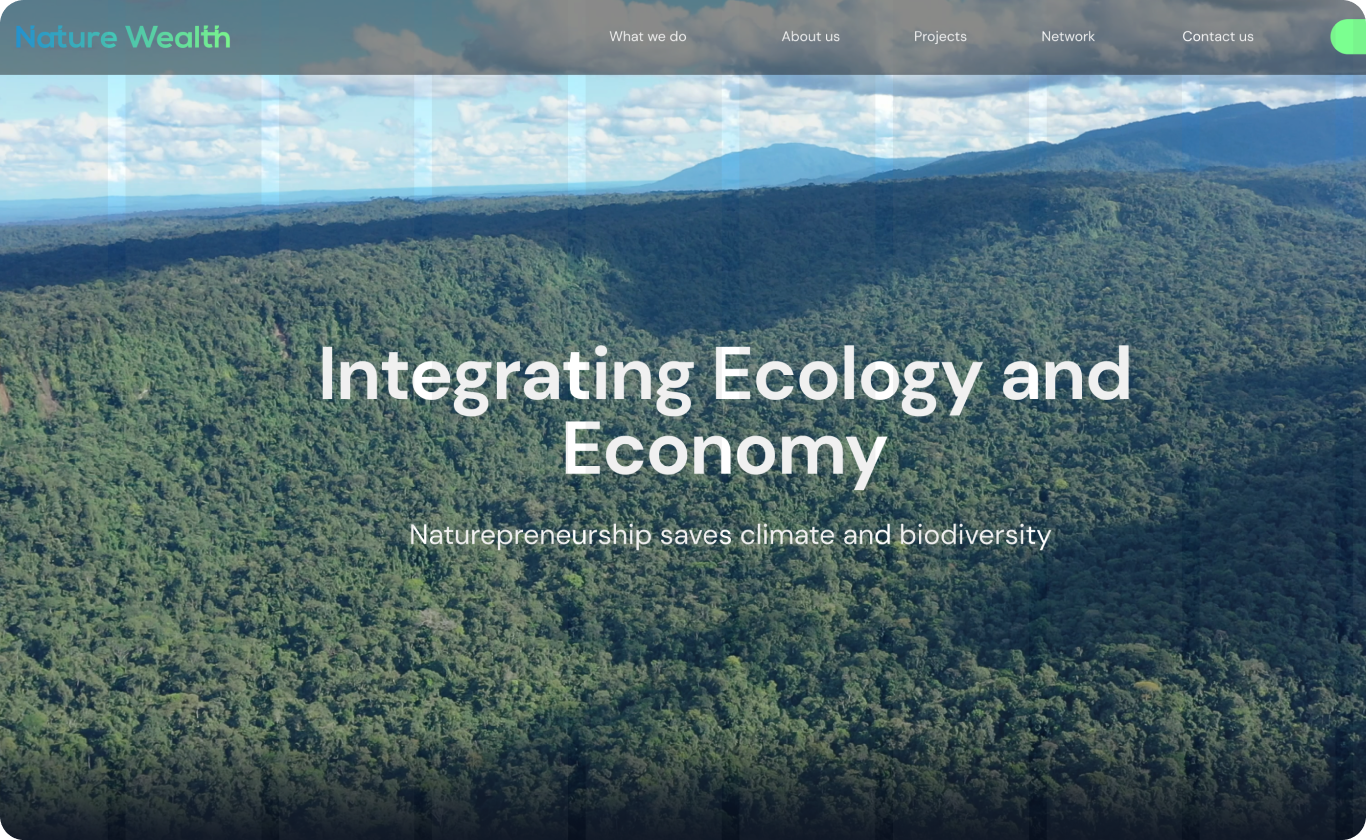 Nature Wealth
What we do
About us
Projects
Network
Contact us
Integrating Ecology and
Economy
Naturepreneurship saves climate and biodiversity